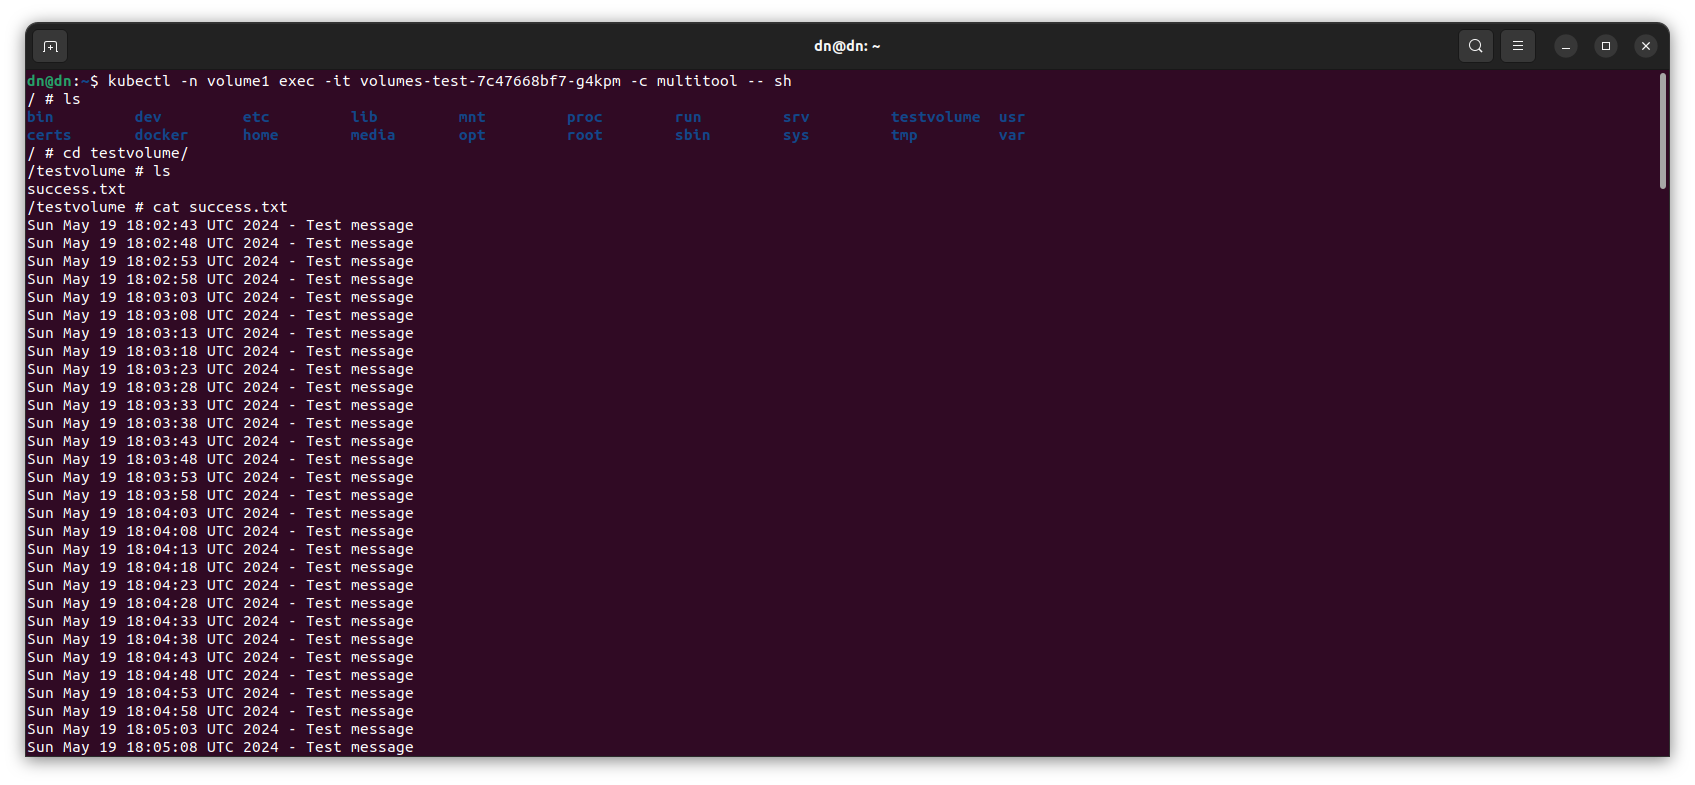 dn@dn: ~
dn@dn:~$ kubectl -n volume1 exec -it volumes-test-7c47668bf7-g4kpm -c multitool -- sh
/ # ls
bin dev etc lib mnt proc run srv testvolume usr
certs docker home media opt root sbin sys tmp var
/ # cd testvolume/
/testvolume # ls
success.txt
/testvolume # cat success.txt
Sun May 19 18:02:43 UTC 2024 - Test message
Sun May 19 18:02:48 UTC 2024 - Test message
Sun May 19 18:02:53 UTC 2024 - Test message
Sun May 19 18:02:58 UTC 2024 - Test message
Sun May 19 18:03:03 UTC 2024 - Test message
Sun May 19 18:03:08 UTC 2024 - Test message
Sun May 19 18:03:13 UTC 2024 - Test message
Sun May 19 18:03:18 UTC 2024 - Test message
Sun May 19 18:03:23 UTC 2024 - Test message
Sun May 19 18:03:28 UTC 2024 - Test message
Sun May 19 18:03:33 UTC 2024 - Test message
Sun May 19 18:03:38 UTC 2024 - Test message
Sun May 19 18:03:43 UTC 2024 - Test message
Sun May 19 18:03:48 UTC 2024 - Test message
Sun May 19 18:03:53 UTC 2024 - Test message
Sun May 19 18:03:58 UTC 2024 - Test message
Sun May 19 18:04:03 UTC 2024 - Test message
Sun May 19 18:04:08 UTC 2024 - Test message
Sun May 19 18:04:13 UTC 2024 - Test message
Sun May 19 18:04:18 UTC 2024 - Test message
Sun May 19 18:04:23 UTC 2024 - Test message
Sun May 19 18:04:28 UTC 2024 - Test message
Sun May 19 18:04:33 UTC 2024 - Test message
Sun May 19 18:04:38 UTC 2024 - Test message
Sun May 19 18:04:43 UTC 2024 - Test message
Sun May 19 18:04:48 UTC 2024 - Test message
Sun May 19 18:04:53 UTC 2024 - Test message
Sun May 19 18:04:58 UTC 2024 - Test message
Sun May 19 18:05:03 UTC 2024 - Test message
Sun May 19 18:05:08 UTC 2024 - Test message